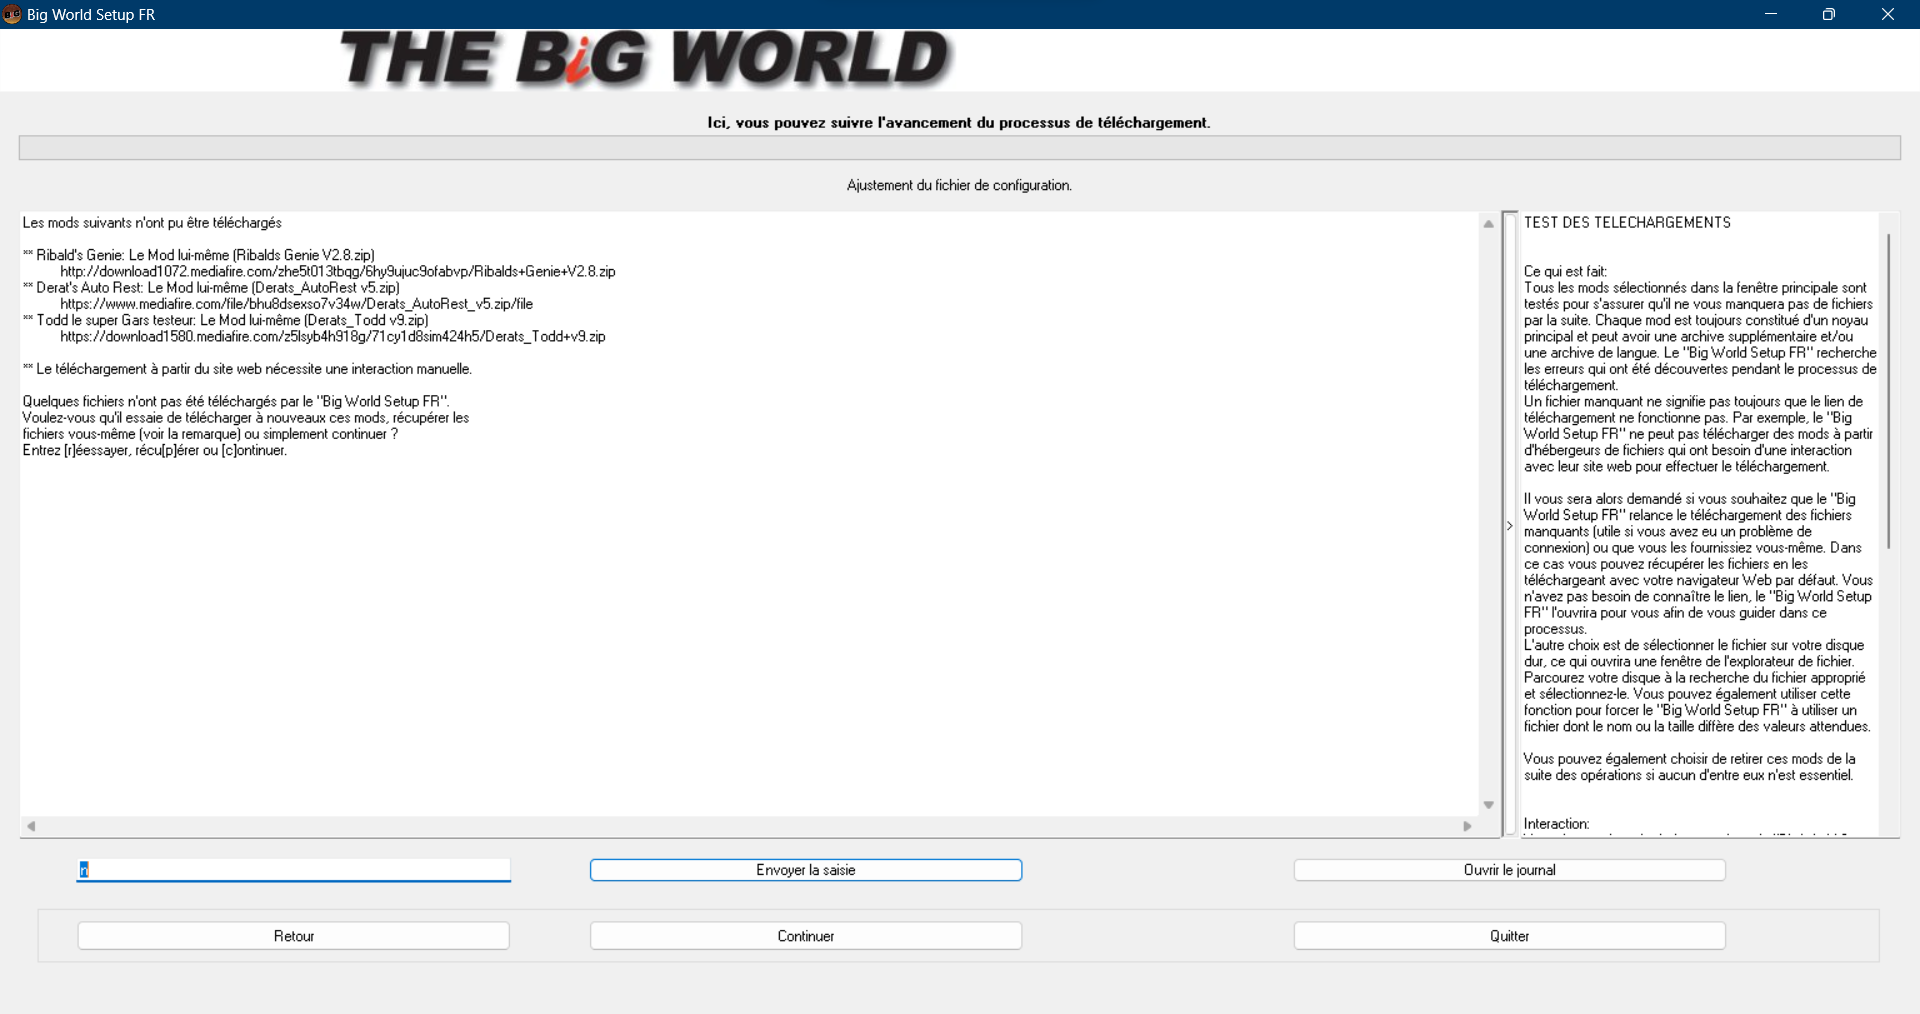 Big World Setup FR
THE BiG WORLD
Ici, vous pouvez suivre l'avancement du processus de téléchargement.
Ajustement du fichier de configuration.
Les mods suivants n'ont pu être téléchargés
** Ribald's Genie: Le Mod lui-même (Ribalds Genie V2.8.zip)
http://download1072.mediafire.com/zhe5t013tbqg/6hy9ujuc9ofabvp/Ribalds+Genie+V2.8.zip
** Derat's Auto Rest: Le Mod lui-même (Derats_AutoRest v5.zip)
https://www.mediafire.com/file/bhu8dsexso7v34w/Derats_AutoRest_v5.zip/file
** Todd le super Gars testeur: Le Mod lui-même (Derats_Todd v9.zip)
https://download1580.mediafire.com/z5lsyb4h918g/71cy1d8sim424h5/Derats_Todd+v9.zip
** Le téléchargement à partir du site web nécessite une interaction manuelle.
Quelques fichiers n'ont pas été téléchargés par le "Big World Setup FR".
Voulez-vous qu'il essaie de télécharger à nouveaux ces mods, récupérer les
fichiers vous-même (voir la remarque) ou simplement continuer ?
Entrez [r]éessayer, récu[p]érer ou [c]ontinuer.
TEST DES TELECHARGEMENTS
Ce qui est fait:
Tous les mods sélectionnés dans la fenêtre principale sont
testés pour s'assurer qu'il ne vous manquera pas de fichiers
par la suite. Chaque mod est toujours constitué d'un noyau
principal et peut avoir une archive supplémentaire et/ou
une archive de langue. Le "Big World Setup FR" recherche
les erreurs qui ont été découvertes pendant le processus de
téléchargement.
Un fichier manquant ne signifie pas toujours que le lien de
téléchargement ne fonctionne pas. Par exemple, le "Big
World Setup FR" ne peut pas télécharger des mods à partir
d'hébergeurs de fichiers qui ont besoin d'une interaction
avec leur site web pour effectuer le téléchargement.
Il vous sera alors demandé si vous souhaitez que le "Big
World Setup FR" relance le téléchargement des fichiers
manquants (utile si vous avez eu un problème de
connexion) ou que vous les fournissiez vous-même. Dans
ce cas vous pouvez récupérer les fichiers en les
téléchargeant avec votre navigateur Web par défaut. Vous
n'avez pas besoin de connaître le lien, le "Big World Setup
FR" l'ouvrira pour vous afin de vous guider dans ce
processus.
L'autre choix est de sélectionner le fichier sur votre disque
dur, ce qui ouvrira une fenêtre de l'explorateur de fichier.
Parcourez votre disque à la recherche du fichier approprié
et sélectionnez-le. Vous pouvez également utiliser cette
fonction pour forcer le "Big World Setup FR" à utiliser un
fichier dont le nom ou la taille diffère des valeurs attendues.
Vous pouvez également choisir de retirer ces mods de la
suite des opérations si aucun d'entre eux n'est essentiel.
Interaction:
Envoyer la saisie
Ouvrir le journal
Retour
Continuer
Quitter